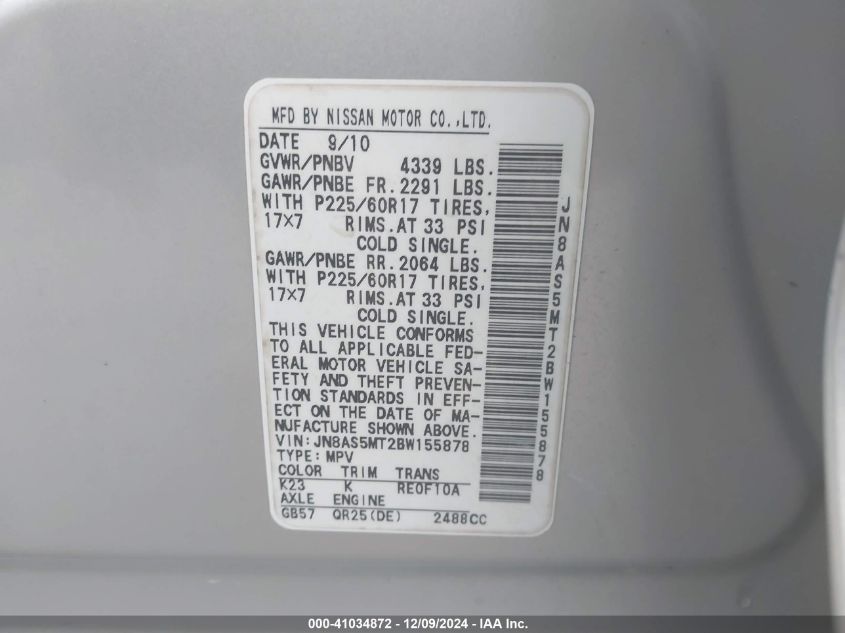 MFD BY NISSAN MOTOR CO.,LTD.
DATE 9/10
GVWR/PNBV 4339 LBS.
GAWR/PNBE FR. 2291 LBS.
WITH P225/60R17 TIRES,
17X7 RIMS.AT 33 PSI
COLD SINGLE.
GAWR/PNBE RR. 2064 LBS.
WITH P225/60R17 TIRES,
17X7 RIMS.AT 33 PSI
COLD SINGLE.
THIS VEHICLE CONFORMS
TO ALL APPLICABLE FED-
ERAL MOTOR VEHICLE SA-
FETY AND THEFT PREVEN-
TION STANDARDS IN EFF-
ECT ON THE DATE OF MA-
NUFACTURE SHOWN ABOVE.
VIN:JN8AS5MT2BW155878
TYPE:MPV
COLOR TRIM TRANS
K23 K RE0F10A
AXLE ENGINE
GB57 QR25(DE) 2488CC
JN8AS5MT2BW155878
000-41034872 - 12/09/2024 - IAA Inc.